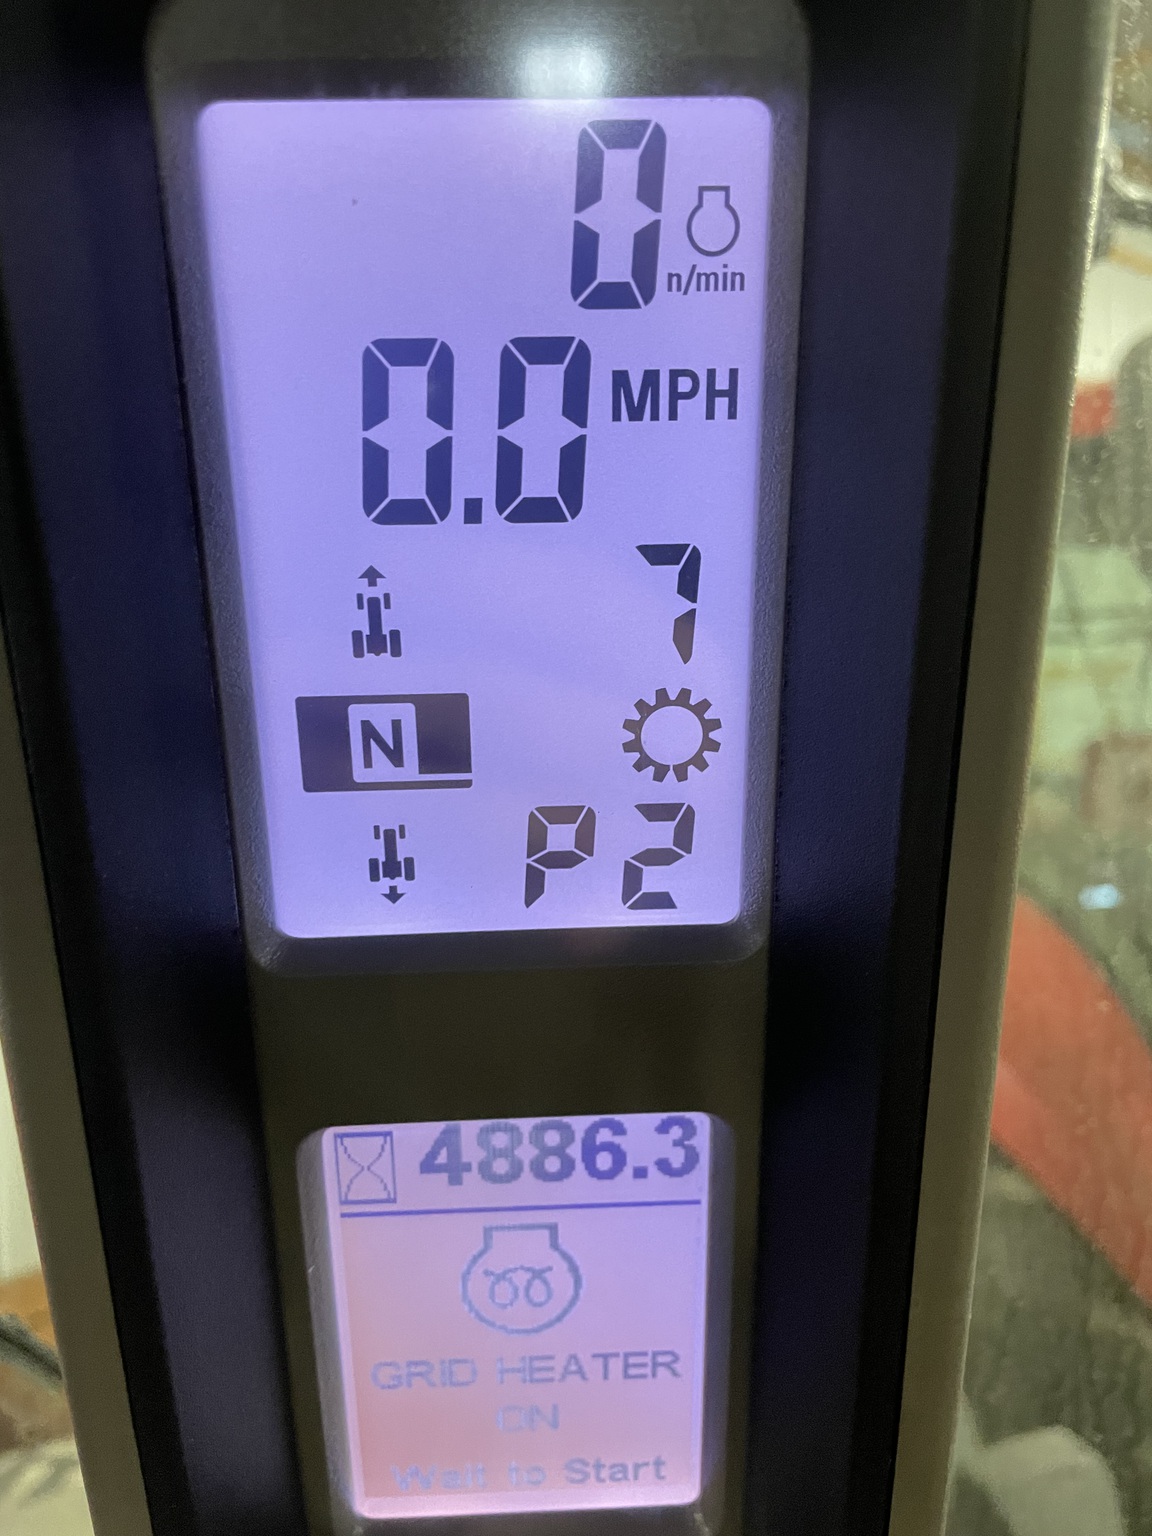 0
n/min
0.0 MPH
7
N
P2
4886.3
GRID HEATER
ON
Wait to Start